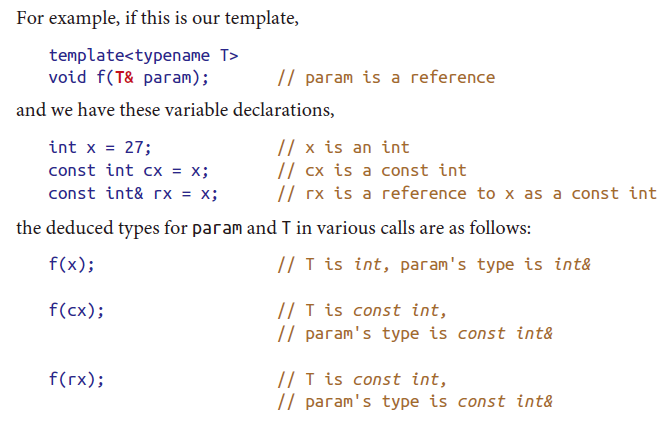 For example, if this is our template,
template<typename T>
void f(T& param); // param is a reference
and we have these variable declarations,
int x = 27; // x is an int
const int cx = x; // cx is a const int
const int& rx = x; // rx is a reference to x as a const int
the deduced types for param and T in various calls are as follows:
f(x); // T is int, param's type is int&
f(cx); // T is const int,
// param's type is const int&
f(rx); // T is const int,
// param's type is const int&